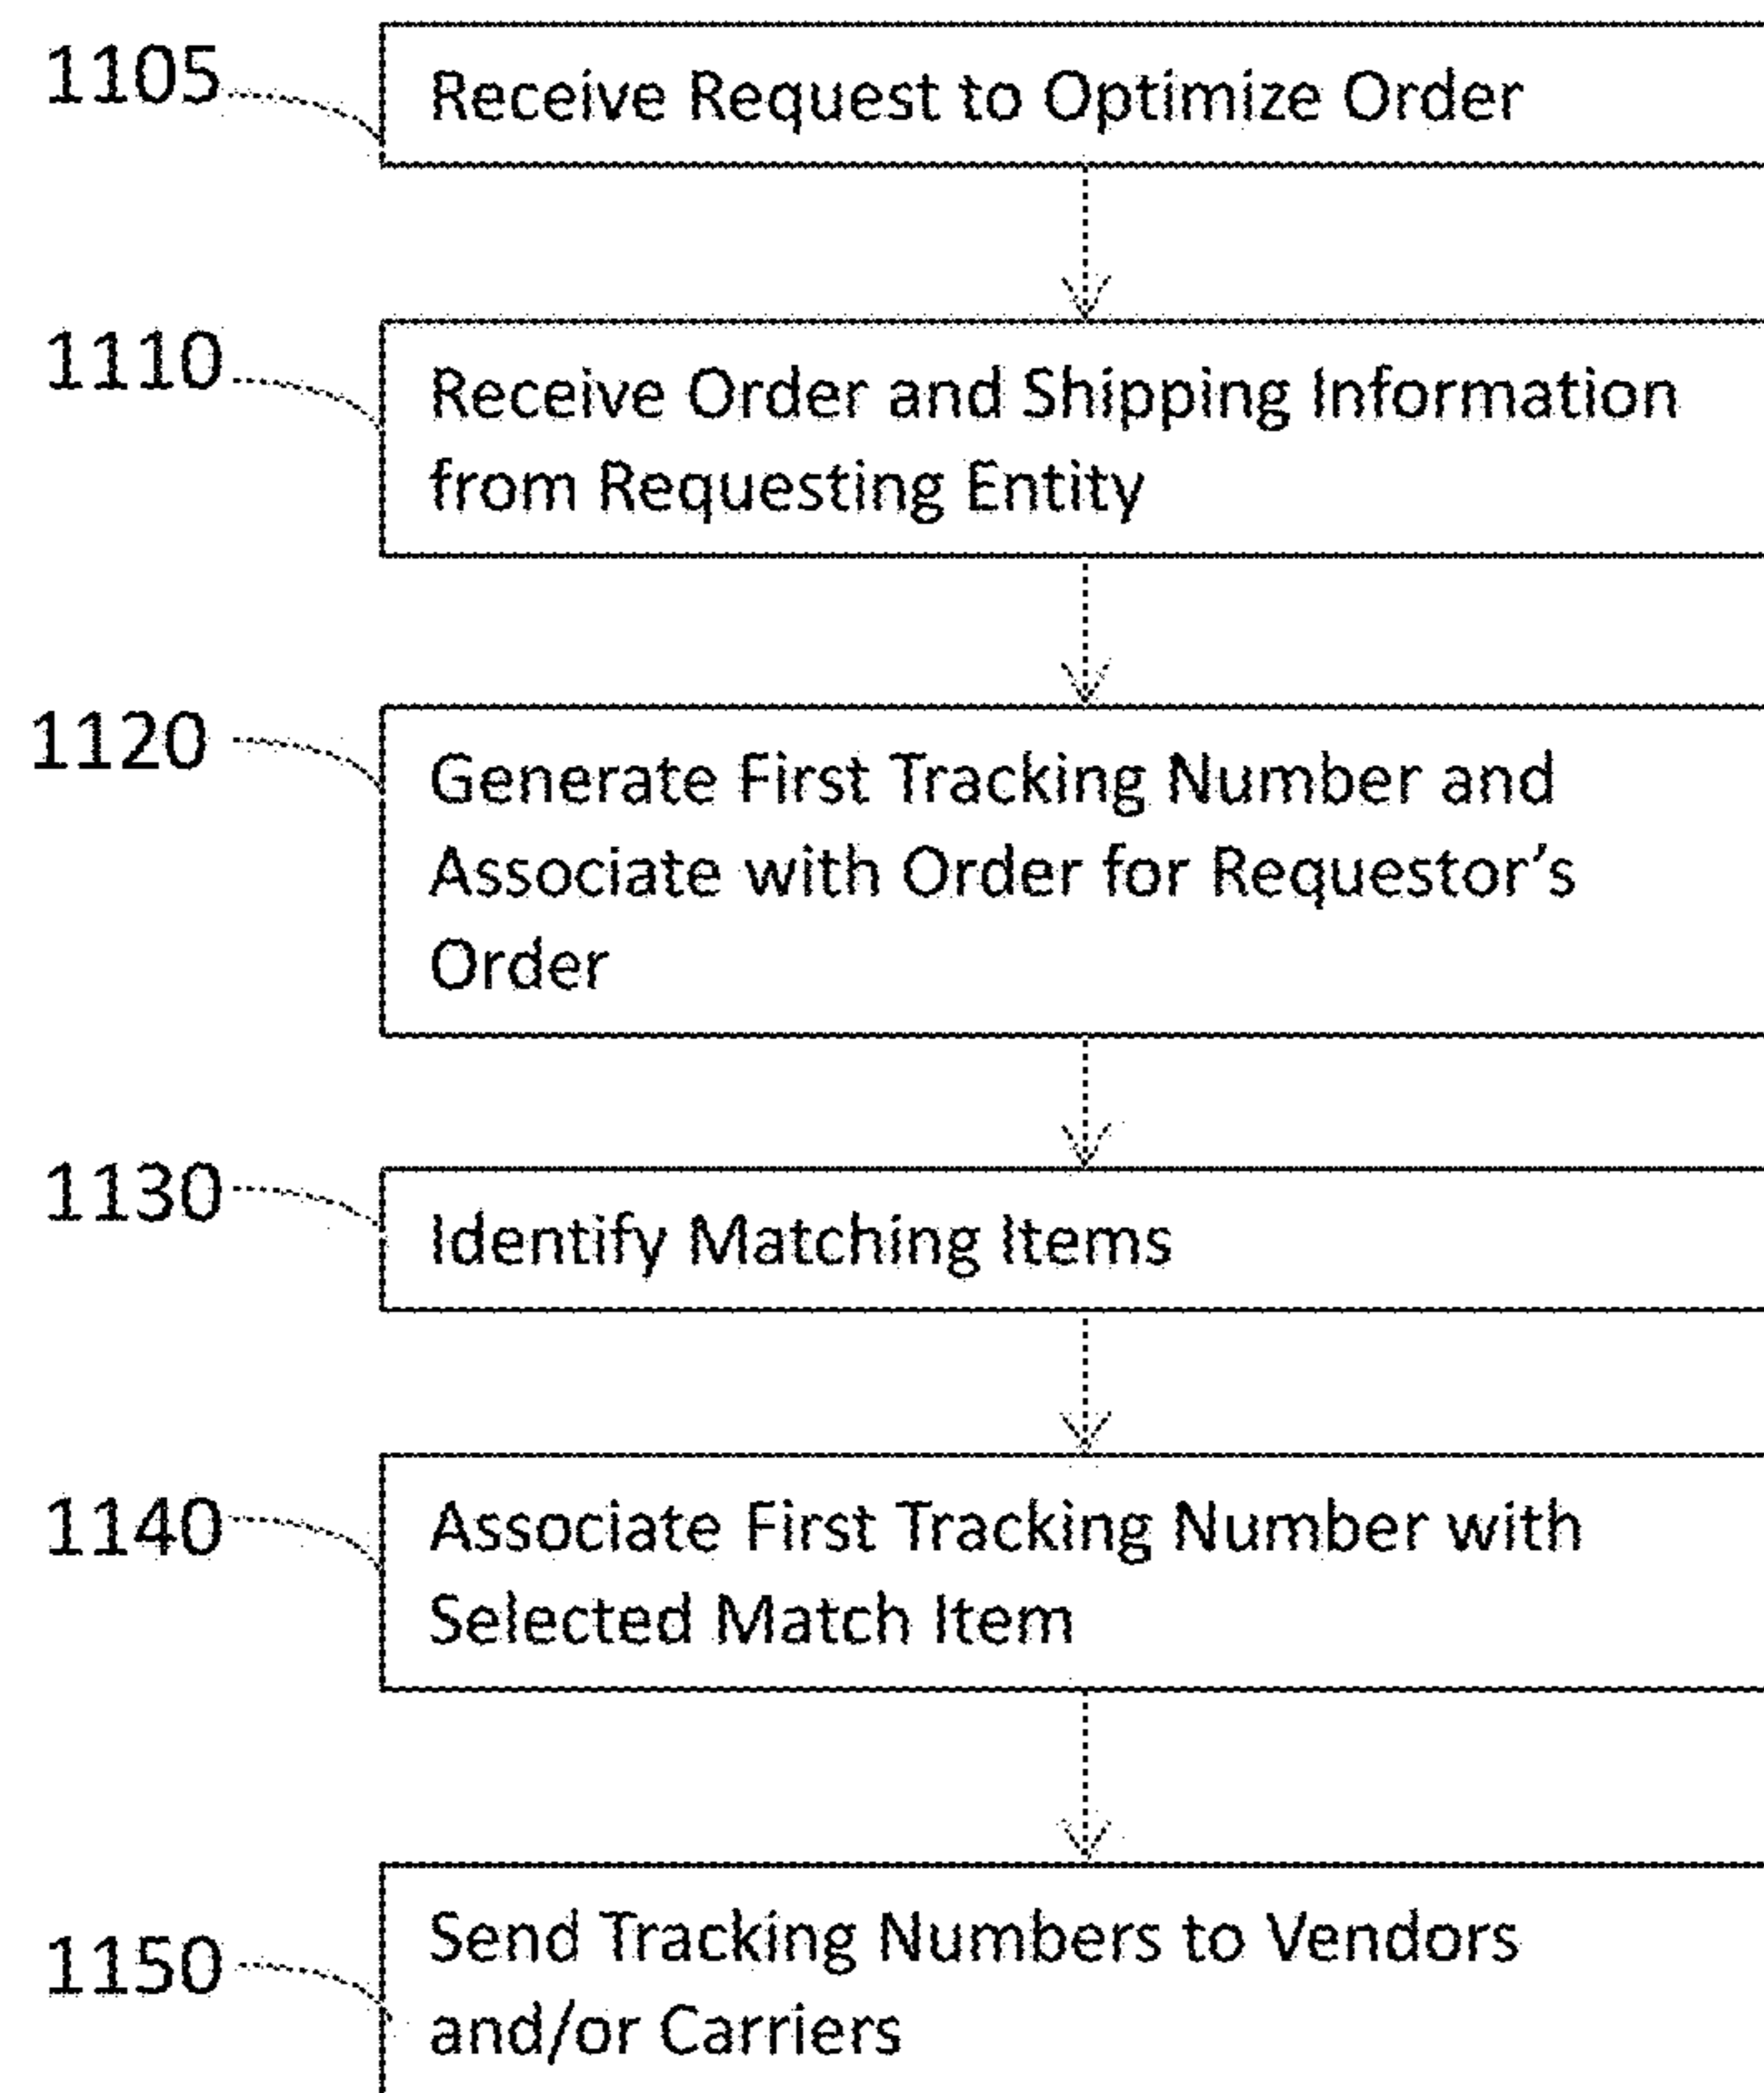 1105
Receive Request to Optimize Order
1110
Receive Order and Shipping Information
from Requesting Entity
1120
Generate First Tracking Number and
Associate with Order for Requestor's
Order
1130
Identify Matching Items
1140
Associate First Tracking Number with
Selected Match Item
1150
Send Tracking Numbers to Vendors
and/or Carriers